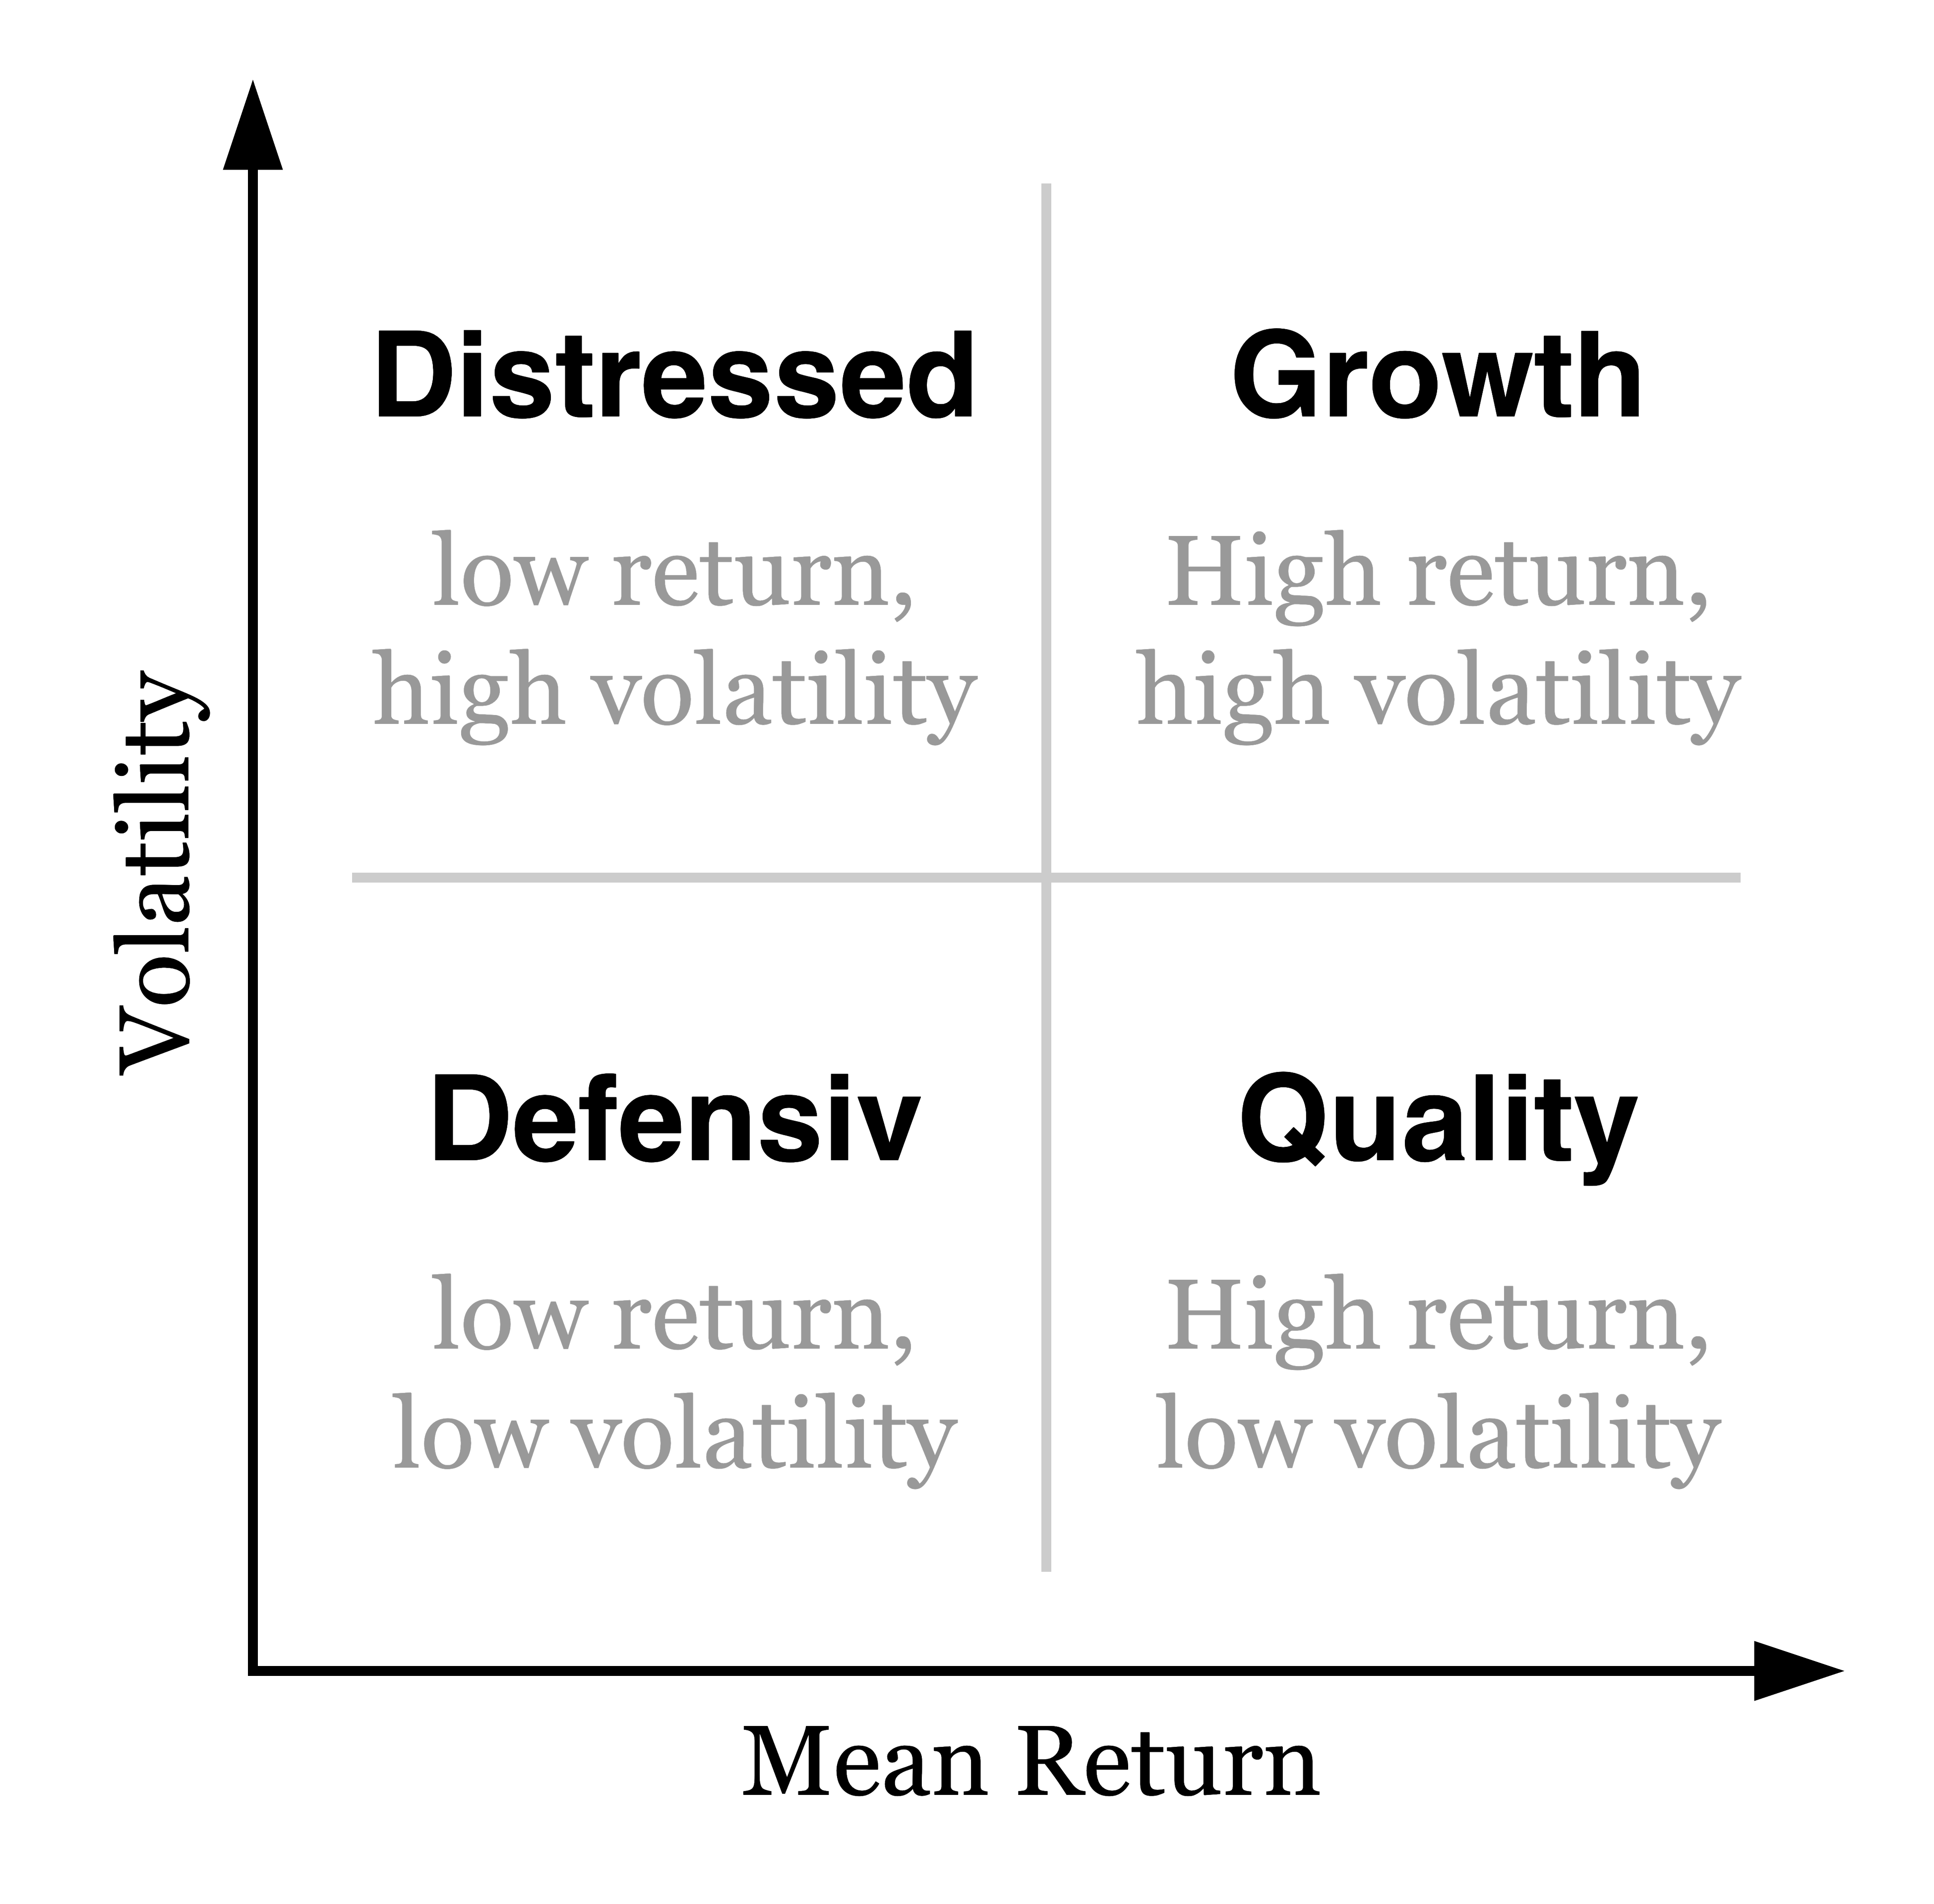 Distressed
low return,
high volatility
Growth
High return,
high volatility
Volatility
Defensiv
low return,
low volatility
Quality
High return,
low volatility
Mean Return